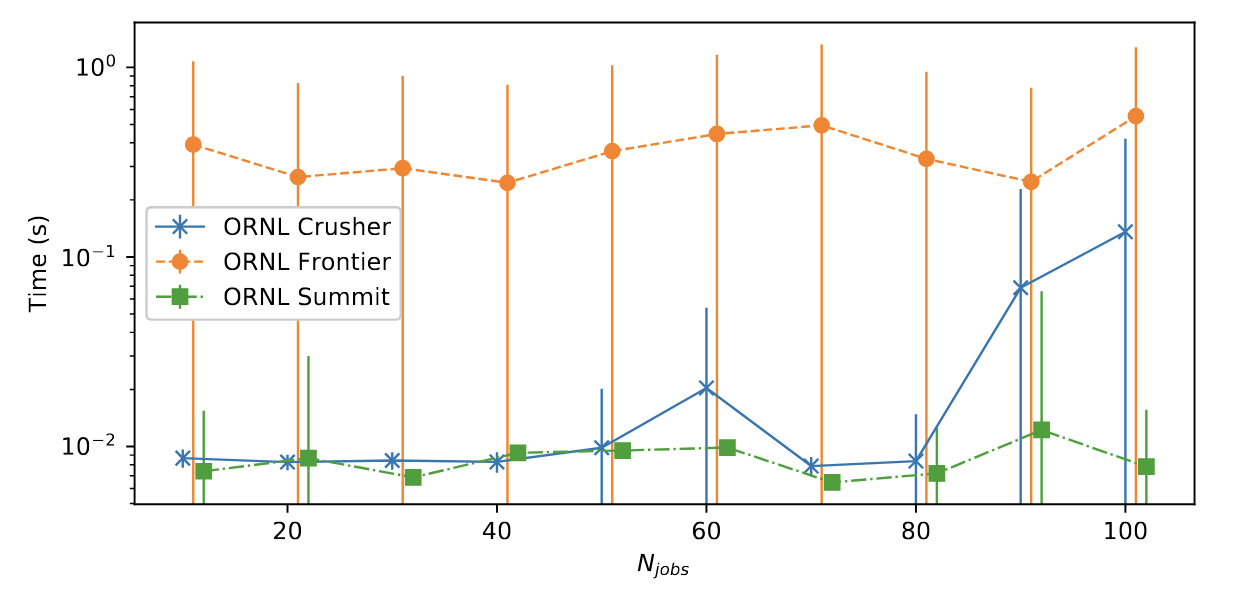 10⁰
10⁻¹
10⁻²
Time (s)
ORNL Crusher
ORNL Frontier
ORNL Summit
20 40 60 80 100
N_jobs